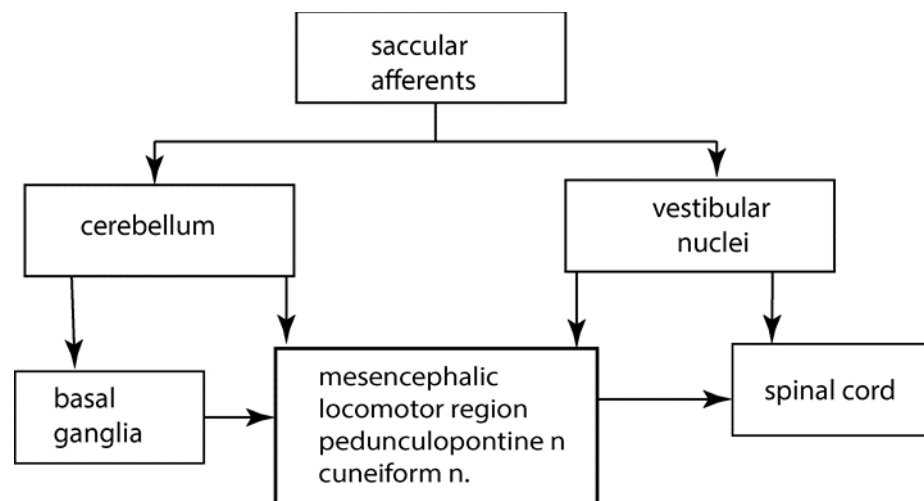 saccular
afferents
cerebellum
vestibular
nuclei
basal
ganglia
mesencephalic
locomotor region
pedunculopontine n
cuneiform n.
spinal cord